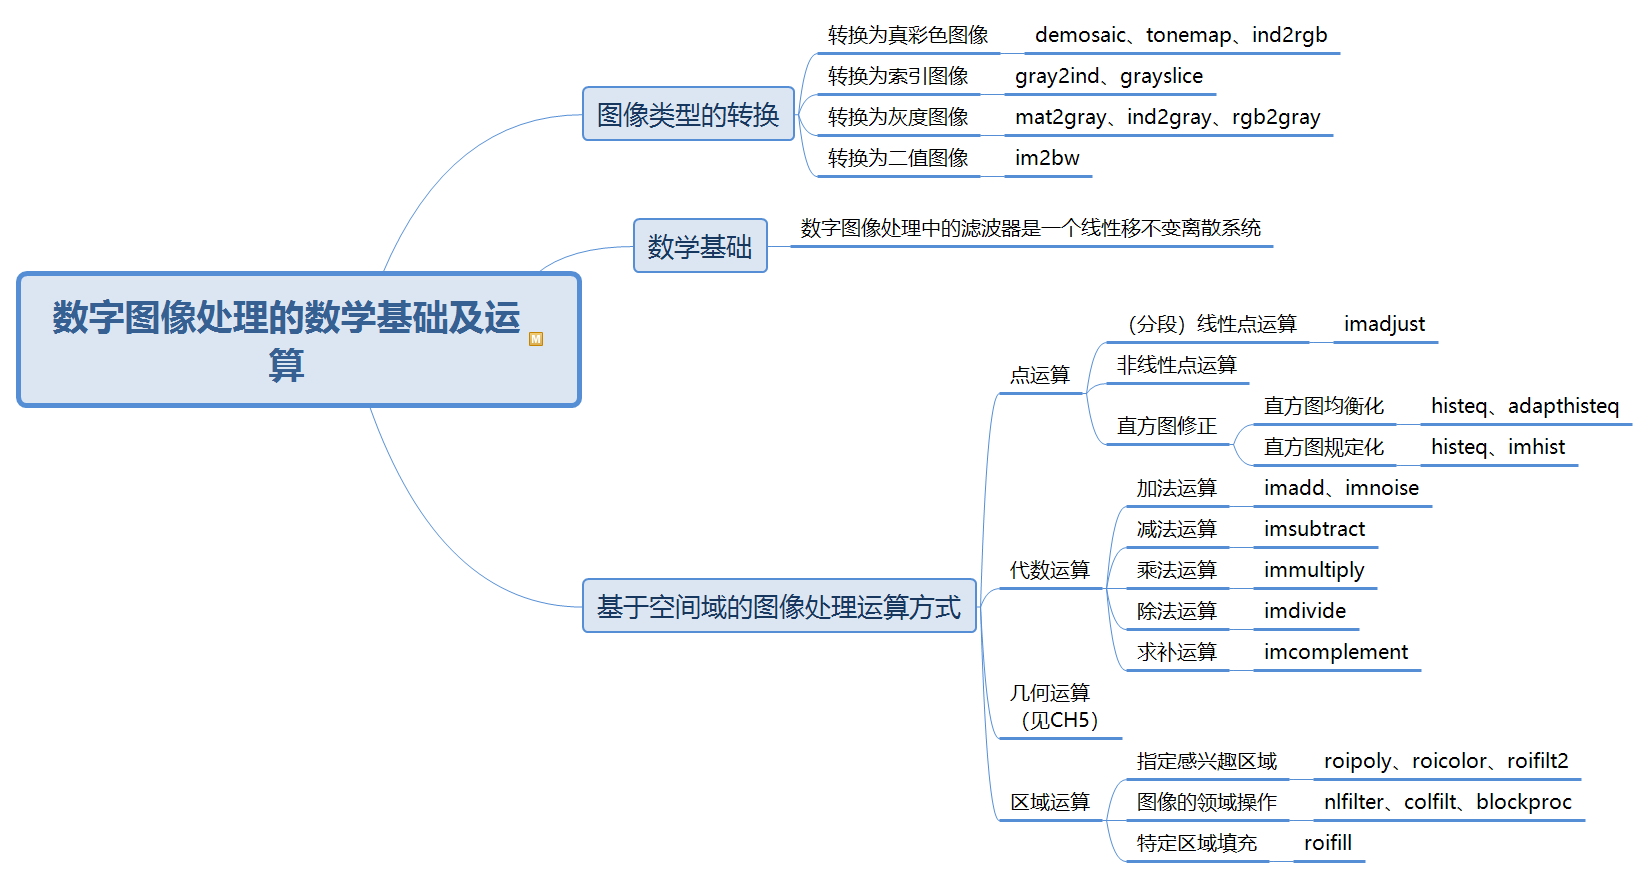 数字图像处理的数学基础及运
算
M
图像类型的转换
转换为真彩色图像
demosaic、tonemap、ind2rgb
转换为索引图像
gray2ind、grayslice
转换为灰度图像
mat2gray、ind2gray、rgb2gray
转换为二值图像
im2bw
数学基础
数字图像处理中的滤波器是一个线性移不变离散系统
基于空间域的图像处理运算方式
点运算
（分段）线性点运算
imadjust
非线性点运算
直方图修正
直方图均衡化
histeq、adapthisteq
直方图规定化
histeq、imhist
代数运算
加法运算
imadd、imnoise
减法运算
imsubtract
乘法运算
immultiply
除法运算
imdivide
求补运算
imcomplement
几何运算
（见CH5）
区域运算
指定感兴趣区域
roipoly、roicolor、roifilt2
图像的领域操作
nlfilter、colfilt、blockproc
特定区域填充
roifill